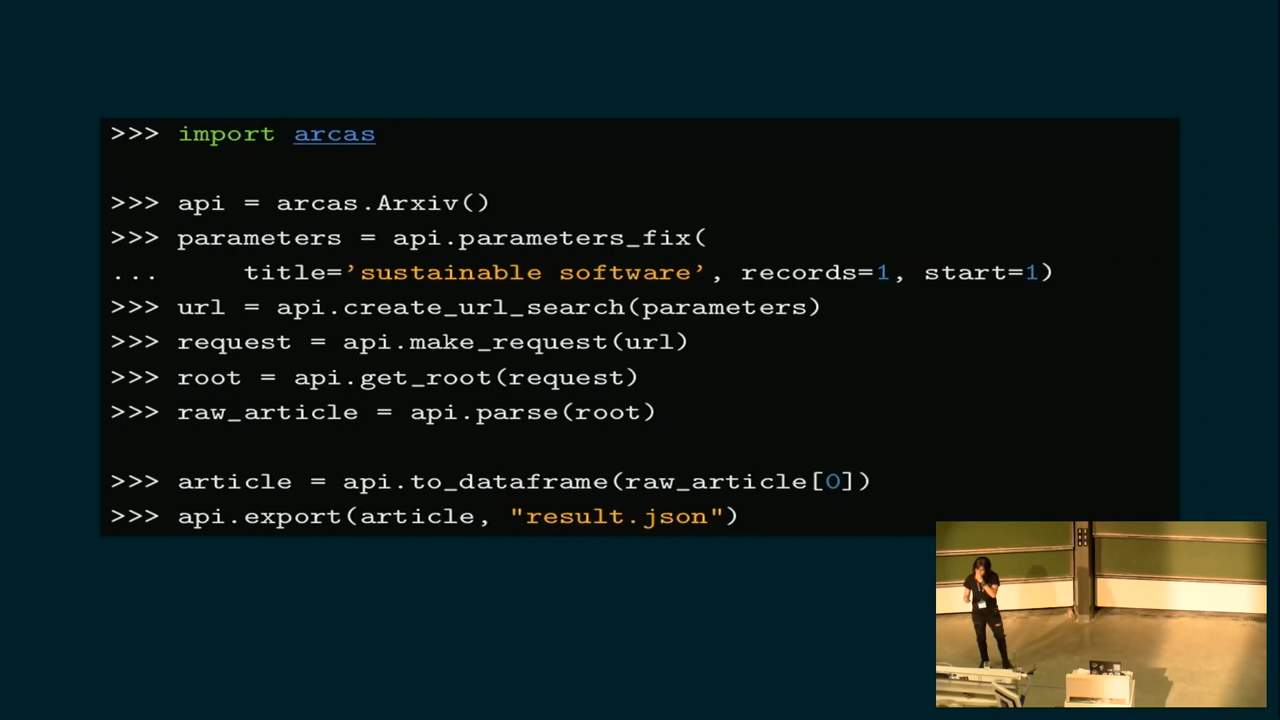 >>> import arcas
>>> api = arcas.Arxiv()
>>> parameters = api.parameters_fix(
... title=’sustainable software’, records=1, start=1)
>>> url = api.create_url_search(parameters)
>>> request = api.make_request(url)
>>> root = api.get_root(request)
>>> raw_article = api.parse(root)
>>> article = api.to_dataframe(raw_article[0])
>>> api.export(article, "result.json")